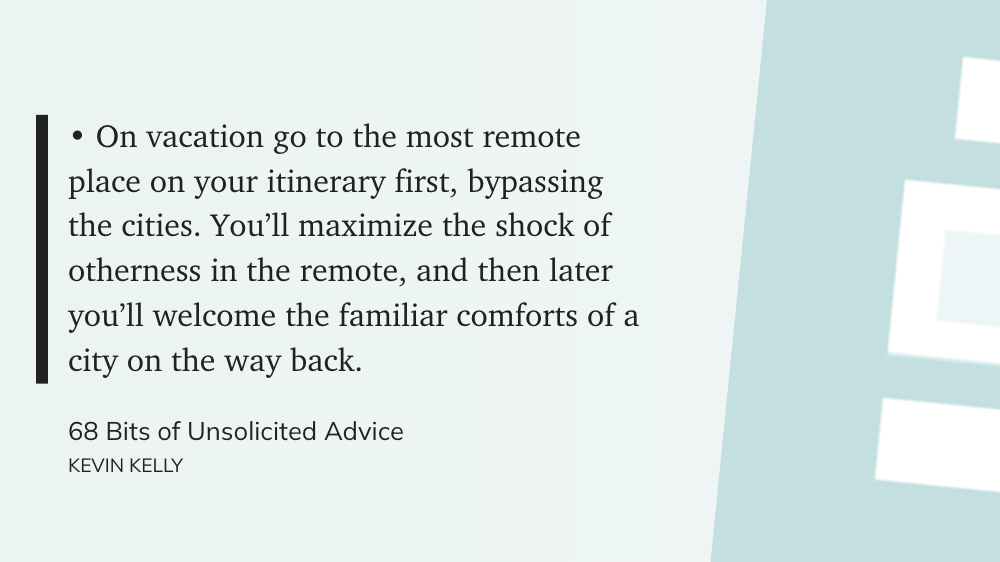 • On vacation go to the most remote
place on your itinerary first, bypassing
the cities. You’ll maximize the shock of
otherness in the remote, and then later
you’ll welcome the familiar comforts of a
city on the way back.
68 Bits of Unsolicited Advice
KEVIN KELLY